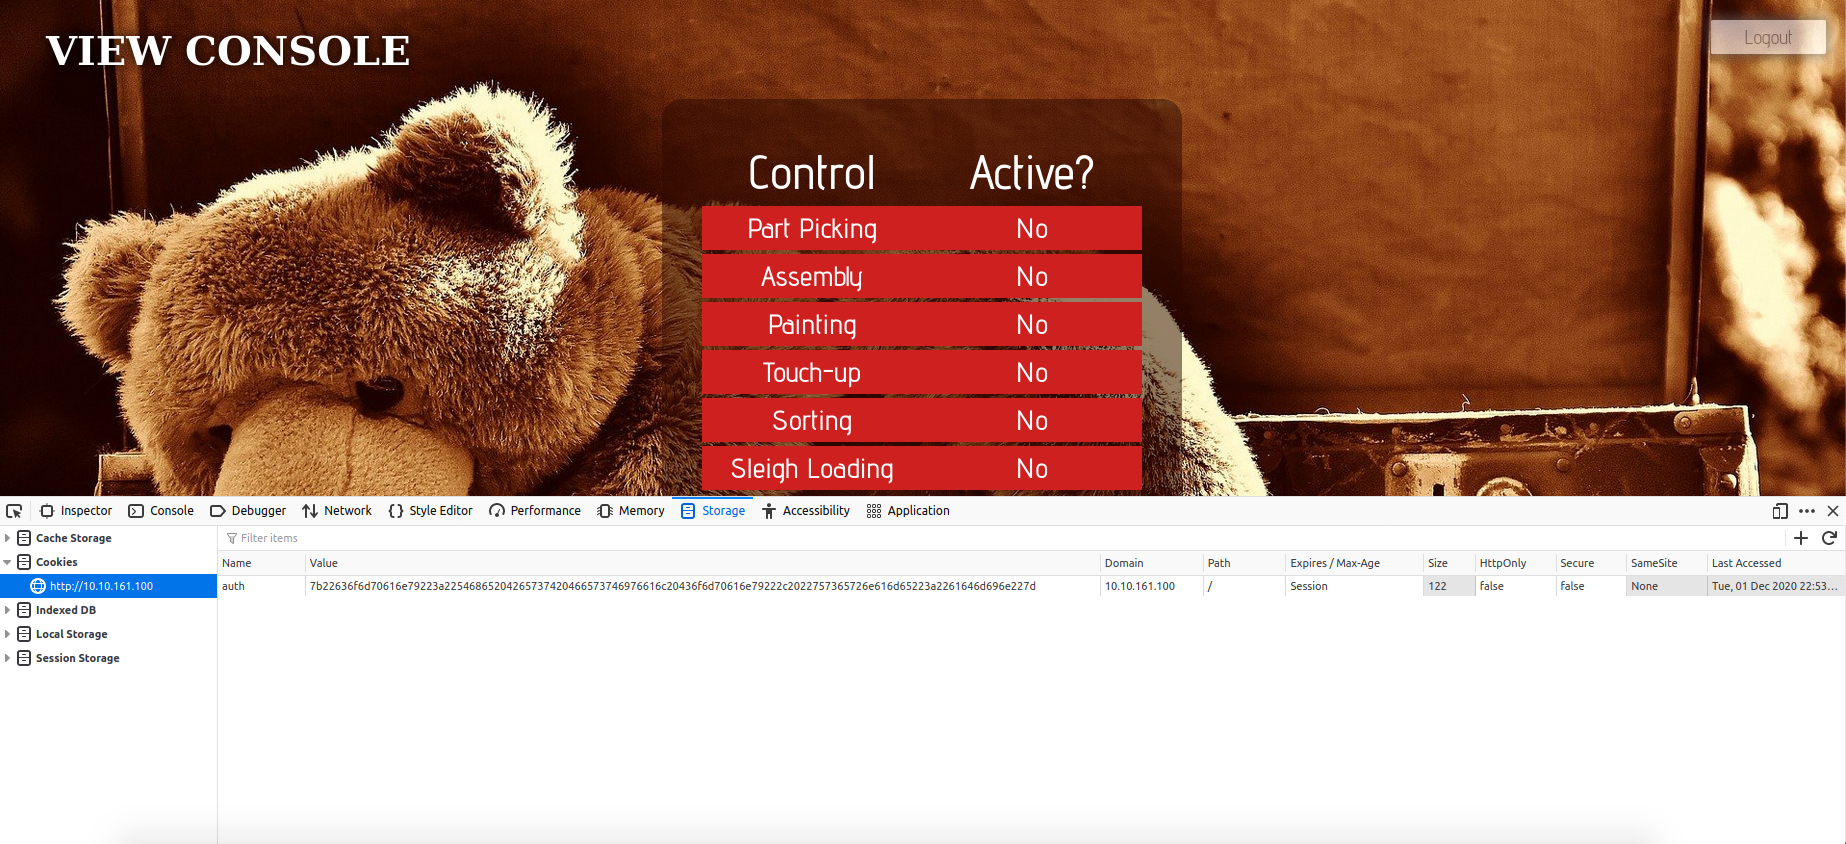 VIEW CONSOLE
Logout
Control Active?
Part Picking No
Assembly No
Painting No
Touch-up No
Sorting No
Sleigh Loading No
Inspector Console Debugger Network Style Editor Performance Memory Storage Accessibility Application
Cache Storage
Cookies
http://10.10.161.100
Indexed DB
Local Storage
Session Storage
Filter items
Name Value Domain Path Expires / Max-Age Size HttpOnly Secure SameSite Last Accessed
auth 7b22636f6d70616e79223a22546865204265737420466573746976616c20436f6d70616e79222c2022757365726e616d65223a2261646d696e227d 10.10.161.100 / Session 122 false false None Tue, 01 Dec 2020 22:53...